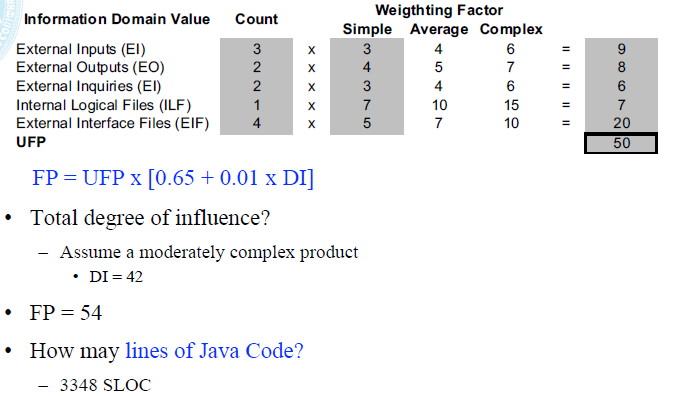 Weigthting Factor
Information Domain Value Count Simple Average Complex
External Inputs (EI) 3 x 3 4 6 = 9
External Outputs (EO) 2 x 4 5 7 = 8
External Inquiries (EI) 2 x 3 4 6 = 6
Internal Logical Files (ILF) 1 x 7 10 15 = 7
External Interface Files (EIF) 4 x 5 7 10 = 20
UFP 50
FP = UFP x [0.65 + 0.01 x DI]
• Total degree of influence?
– Assume a moderately complex product
• DI = 42
• FP = 54
• How may lines of Java Code?
– 3348 SLOC